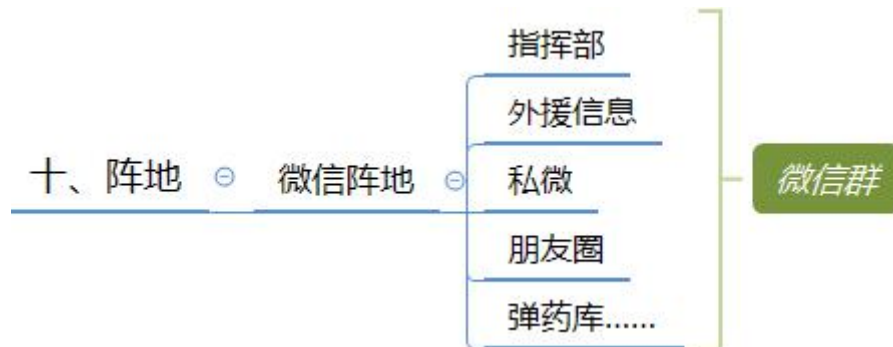 十、阵地
微信阵地
指挥部
外援信息
私微
朋友圈
弹药库......
微信群